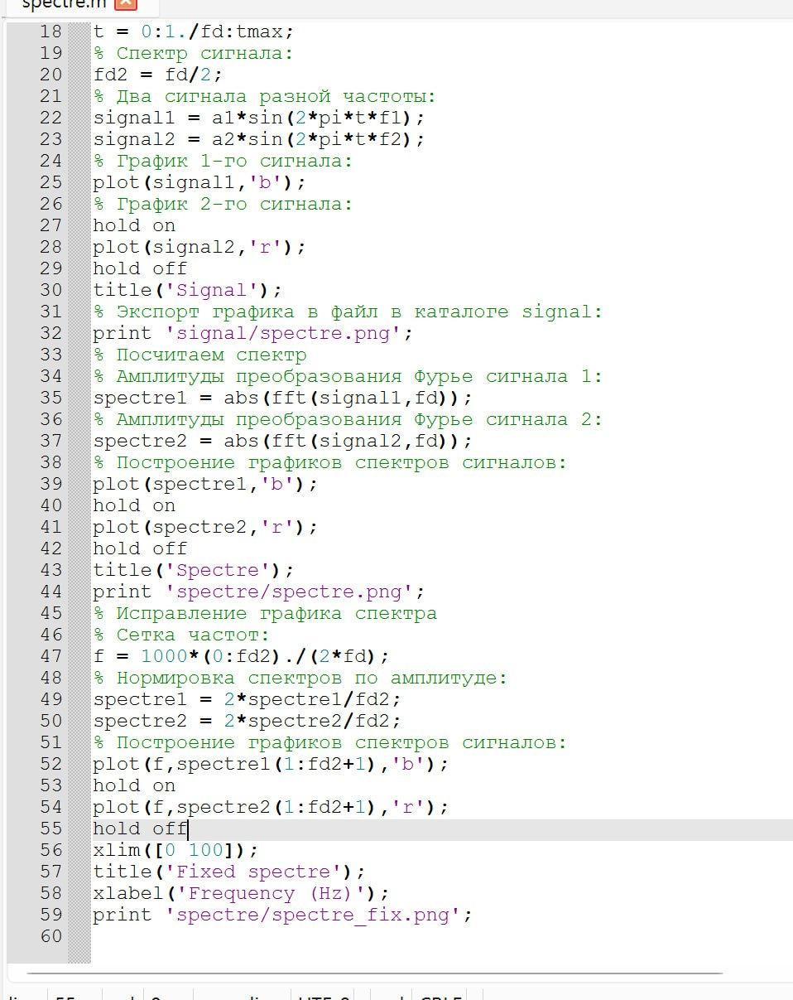 spectre.m
18 t = 0:1./fd:tmax;
19 % Спектр сигнала:
20 fd2 = fd/2;
21 % Два сигнала разной частоты:
22 signal1 = a1*sin(2*pi*t*f1);
23 signal2 = a2*sin(2*pi*t*f2);
24 % График 1-го сигнала:
25 plot(signal1,'b');
26 % График 2-го сигнала:
27 hold on
28 plot(signal2,'r');
29 hold off
30 title('Signal');
31 % Экспорт графика в файл в каталоге signal:
32 print 'signal/spectre.png';
33 % Посчитаем спектр
34 % Амплитуды преобразования Фурье сигнала 1:
35 spectre1 = abs(fft(signal1,fd));
36 % Амплитуды преобразования Фурье сигнала 2:
37 spectre2 = abs(fft(signal2,fd));
38 % Построение графиков спектров сигналов:
39 plot(spectre1,'b');
40 hold on
41 plot(spectre2,'r');
42 hold off
43 title('Spectre');
44 print 'spectre/spectre.png';
45 % Исправление графика спектра
46 % Сетка частот:
47 f = 1000*(0:fd2)./(2*fd);
48 % Нормировка спектров по амплитуде:
49 spectre1 = 2*spectre1/fd2;
50 spectre2 = 2*spectre2/fd2;
51 % Построение графиков спектров сигналов:
52 plot(f,spectre1(1:fd2+1),'b');
53 hold on
54 plot(f,spectre2(1:fd2+1),'r');
55 hold off
56 xlim([0 100]);
57 title('Fixed spectre');
58 xlabel('Frequency (Hz)');
59 print 'spectre/spectre_fix.png';
60